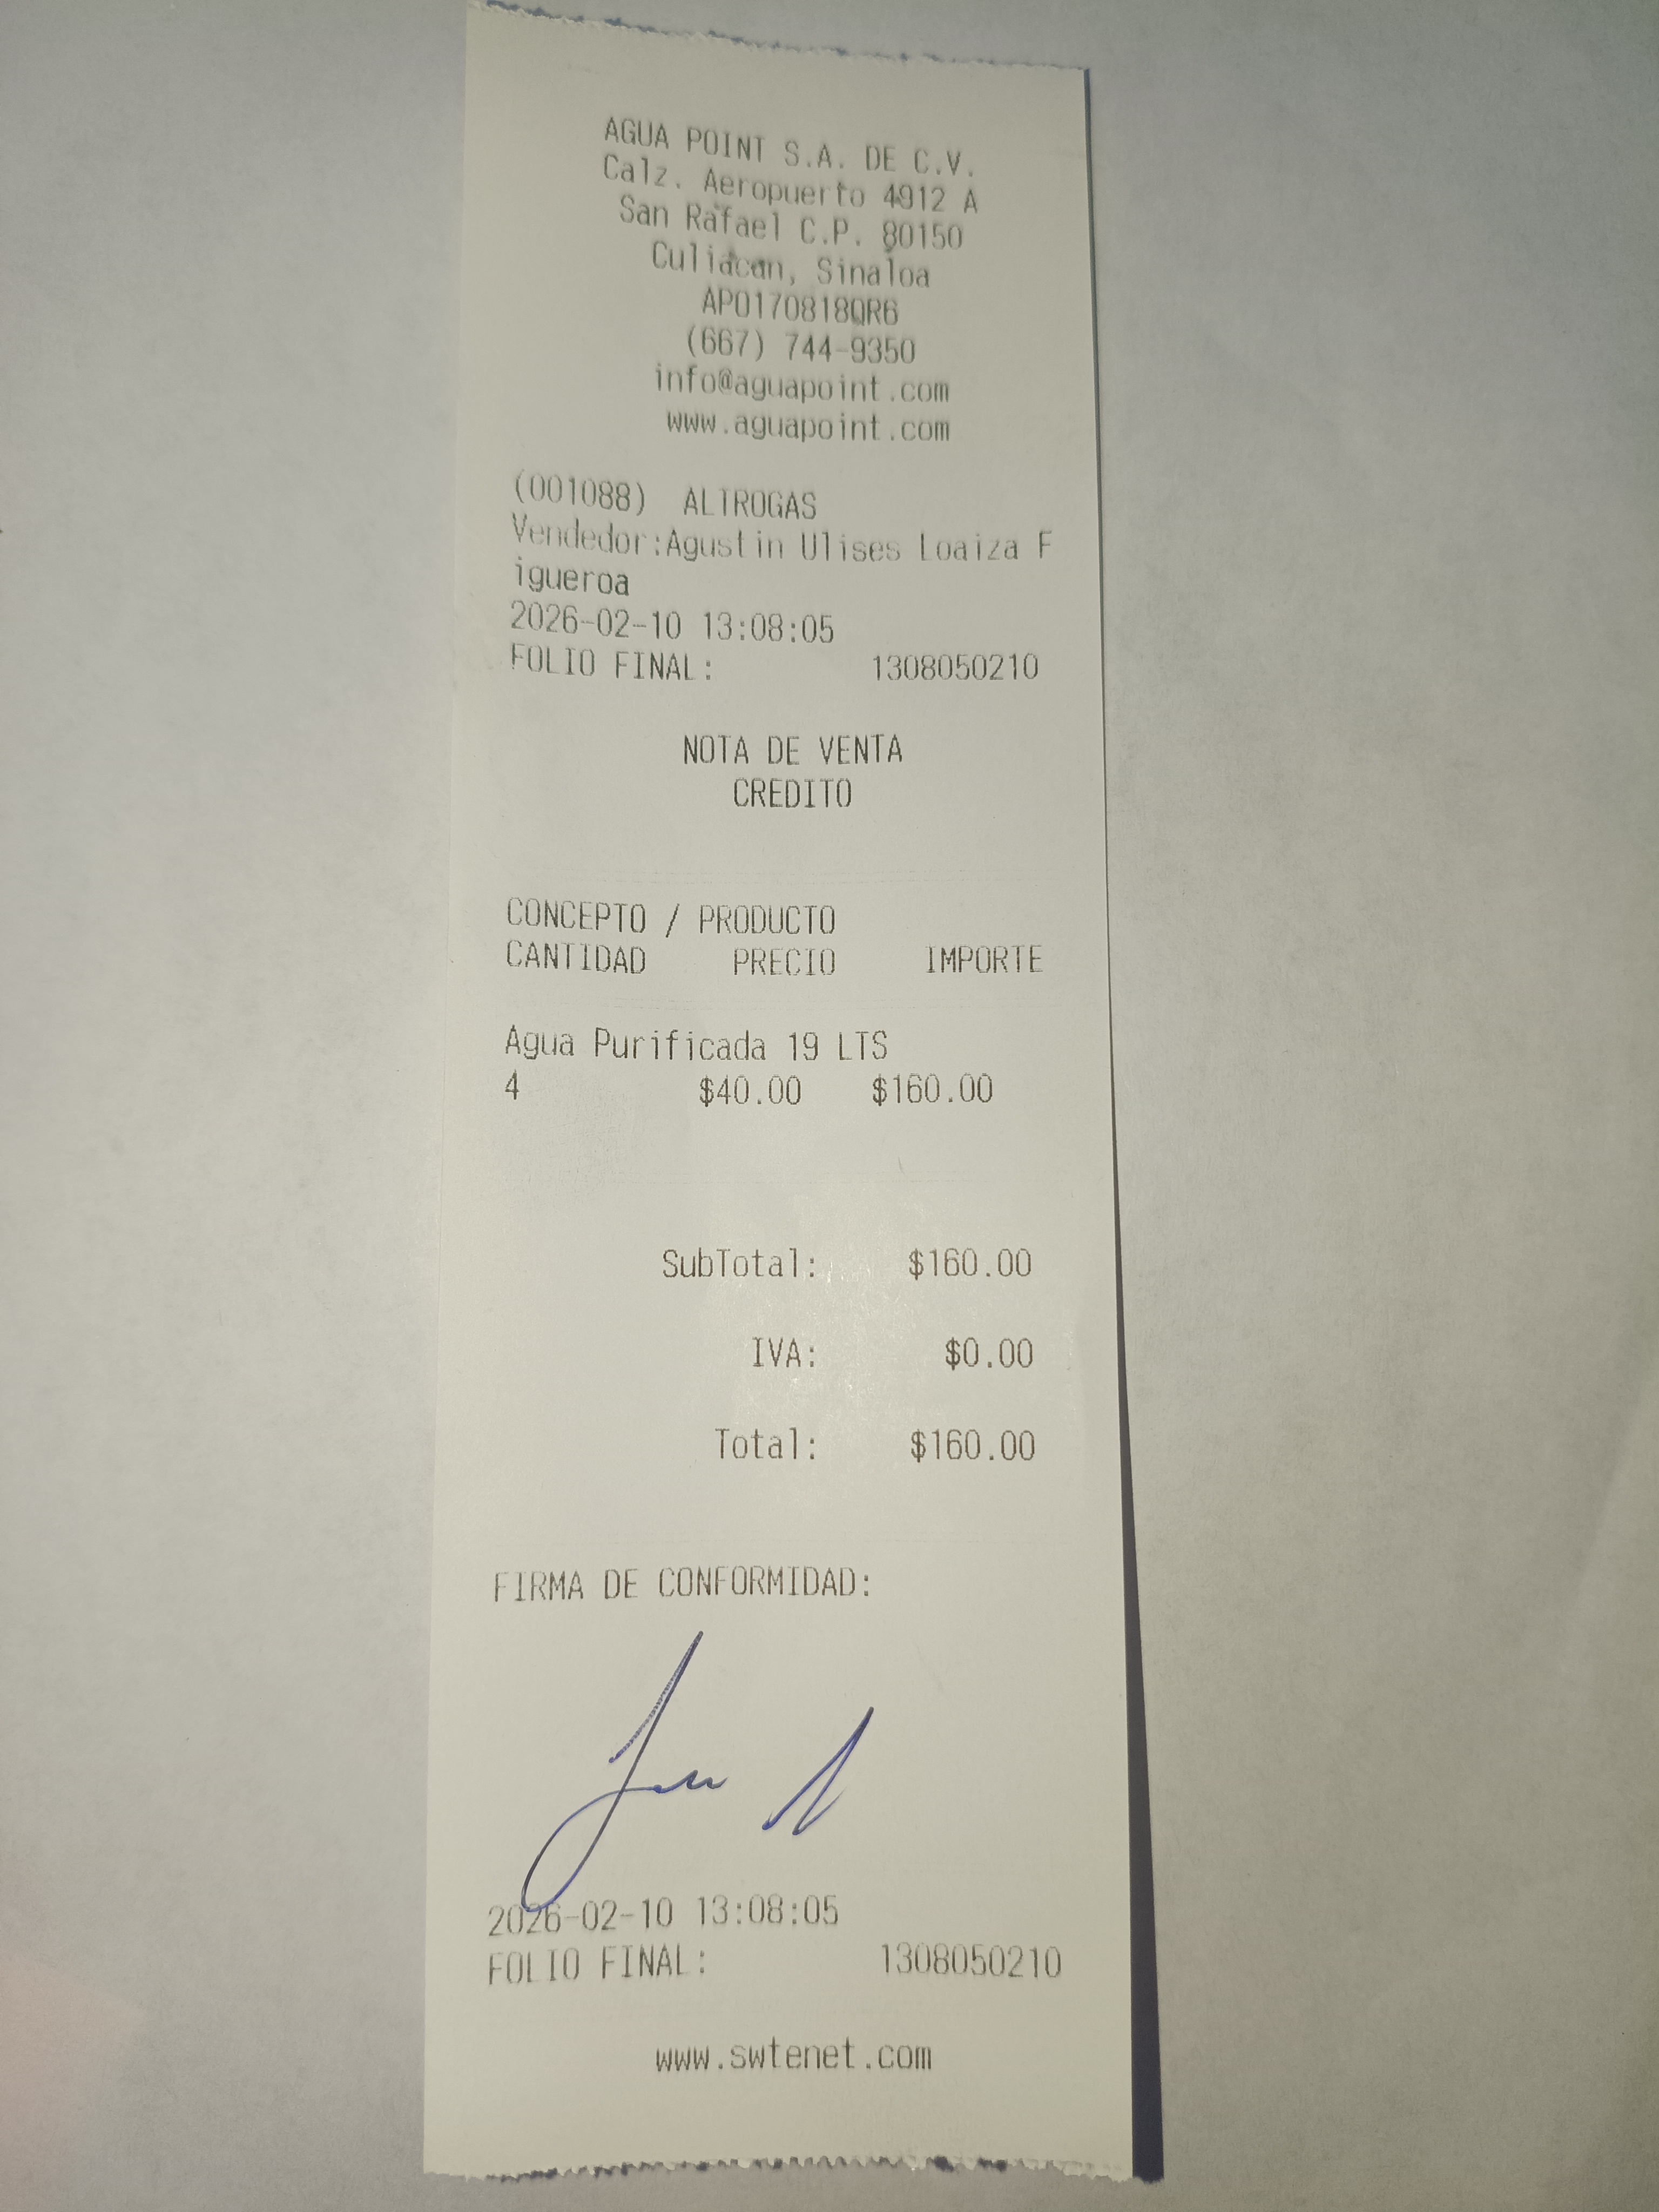 AGUA POINT S.A. DE C.V.
Calz. Aeropuerto 4912 A
San Rafael C.P. 80150
Culiacan, Sinaloa
APO170818QR6
(667) 744-9350
info@aguapoint.com
www.aguapoint.com
(001088) ALTROGAS
Vendedor:Agustin Ulises Loaiza F
igueroa
2026-02-10 13:08:05
FOLIO FINAL: 1308050210
NOTA DE VENTA
CREDITO
CONCEPTO / PRODUCTO
CANTIDAD PRECIO IMPORTE
Agua Purificada 19 LTS
4 $40.00 $160.00
SubTotal: $160.00
IVA: $0.00
Total: $160.00
FIRMA DE CONFORMIDAD:
2026-02-10 13:08:05
FOLIO FINAL: 1308050210
www.swtenet.com